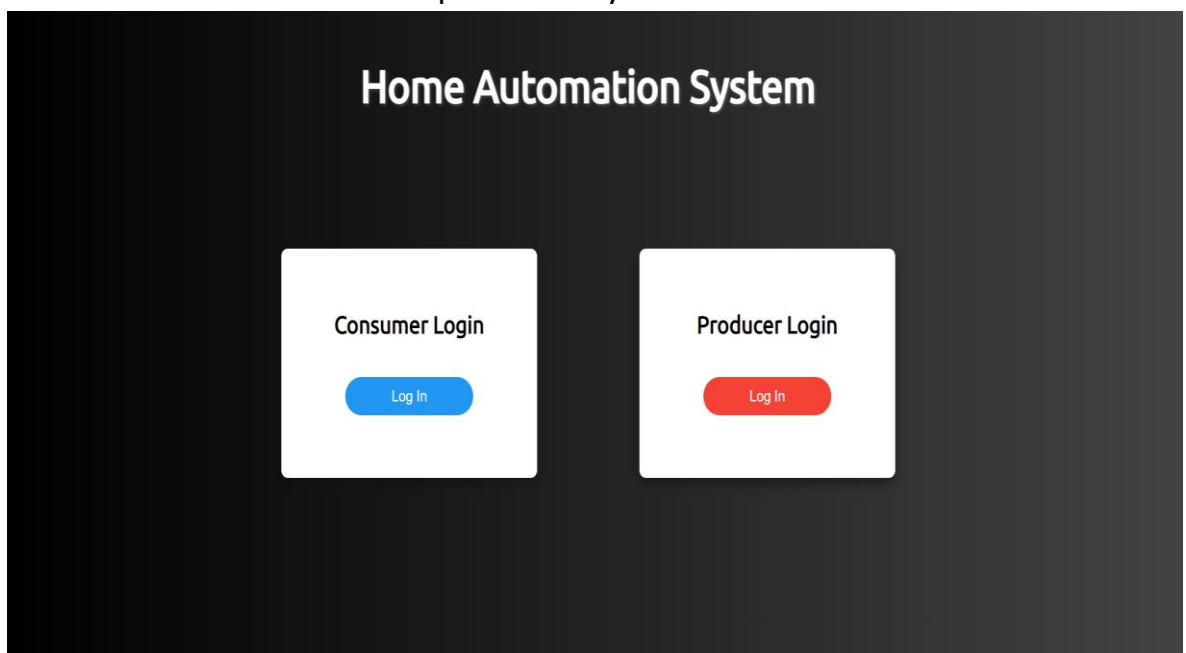 Home Automation System
Consumer Login
Producer Login
Log In
Log In